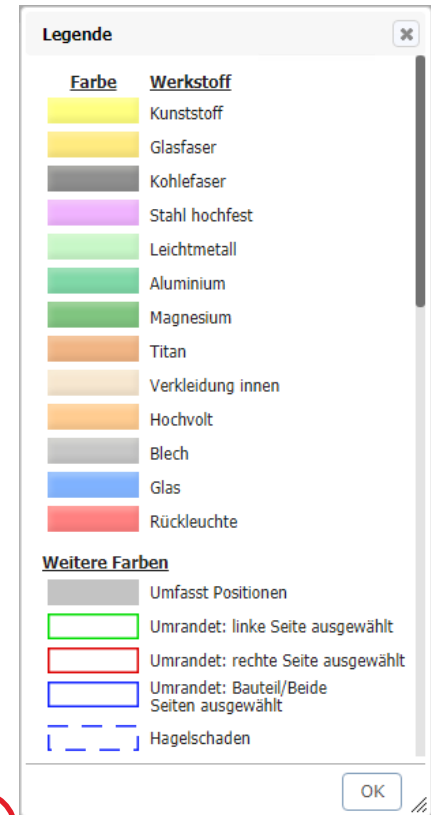 Legende
Farbe Werkstoff
Kunststoff
Glasfaser
Kohlefaser
Stahl hochfest
Leichtmetall
Aluminium
Magnesium
Titan
Verkleidung innen
Hochvolt
Blech
Glas
Rückleuchte
Weitere Farben
Umfasst Positionen
Umrandet: linke Seite ausgewählt
Umrandet: rechte Seite ausgewählt
Umrandet: Bauteil/Beide
Seiten ausgewählt
Hagelschaden
OK